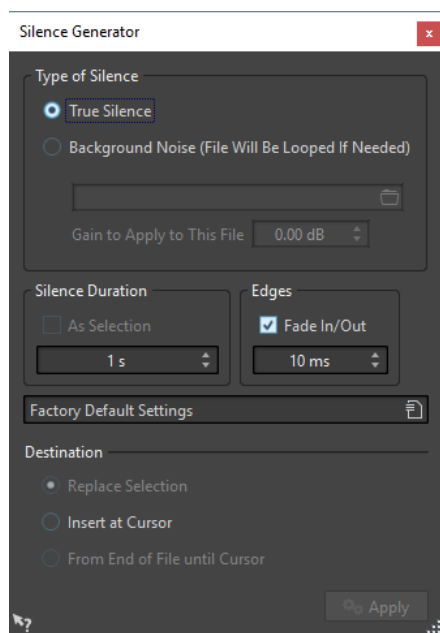 Silence Generator
x
Type of Silence
True Silence
Background Noise (File Will Be Looped If Needed)
Gain to Apply to This File 0.00 dB
Silence Duration
As Selection
1 s
Edges
Fade In/Out
10 ms
Factory Default Settings
Destination
Replace Selection
Insert at Cursor
From End of File until Cursor
Apply
?